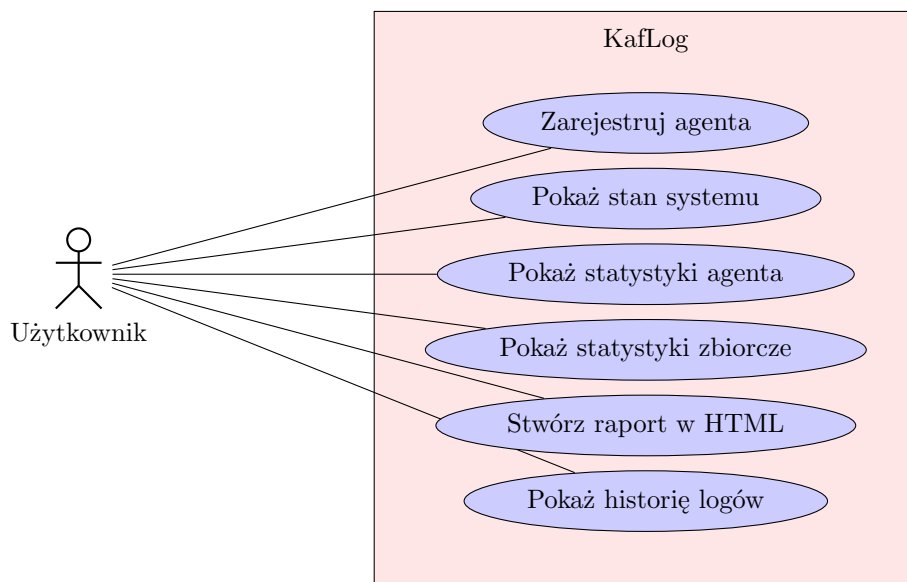 KafLog
Zarejestruj agenta
Pokaż stan systemu
Pokaż statystyki agenta
Użytkownik
Pokaż statystyki zbiorcze
Stwórz raport w HTML
Pokaż historię logów